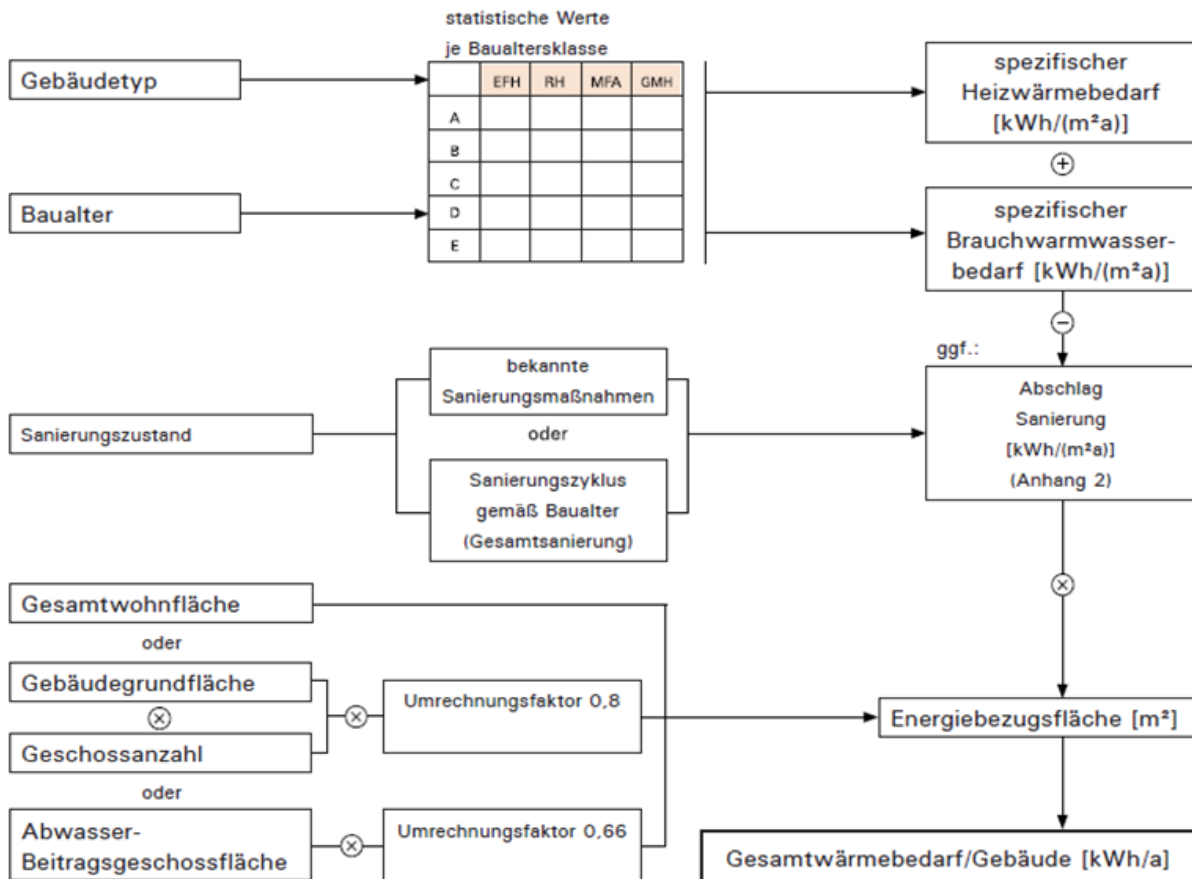 statistische Werte
je Baualtersklasse
Gebäudetyp
EFH RH MFA GMH
A
B
C
D
E
Baualter
spezifischer
Heizwärmebedarf
[kWh/(m²a)]
+
spezifischer
Brauchwarmwasser-
bedarf [kWh/(m²a)]
−
ggf.:
Abschlag
Sanierung
[kWh/(m²a)]
(Anhang 2)
×
Sanierungszustand
bekannte
Sanierungsmaßnahmen
oder
Sanierungszyklus
gemäß Baualter
(Gesamtsanierung)
Gesamtwohnfläche
oder
Gebäudegrundfläche
×
Geschossanzahl
× Umrechnungsfaktor 0,8
oder
Abwasser-
Beitragsgeschossfläche
× Umrechnungsfaktor 0,66
Energiebezugsfläche [m²]
Gesamtwärmebedarf/Gebäude [kWh/a]